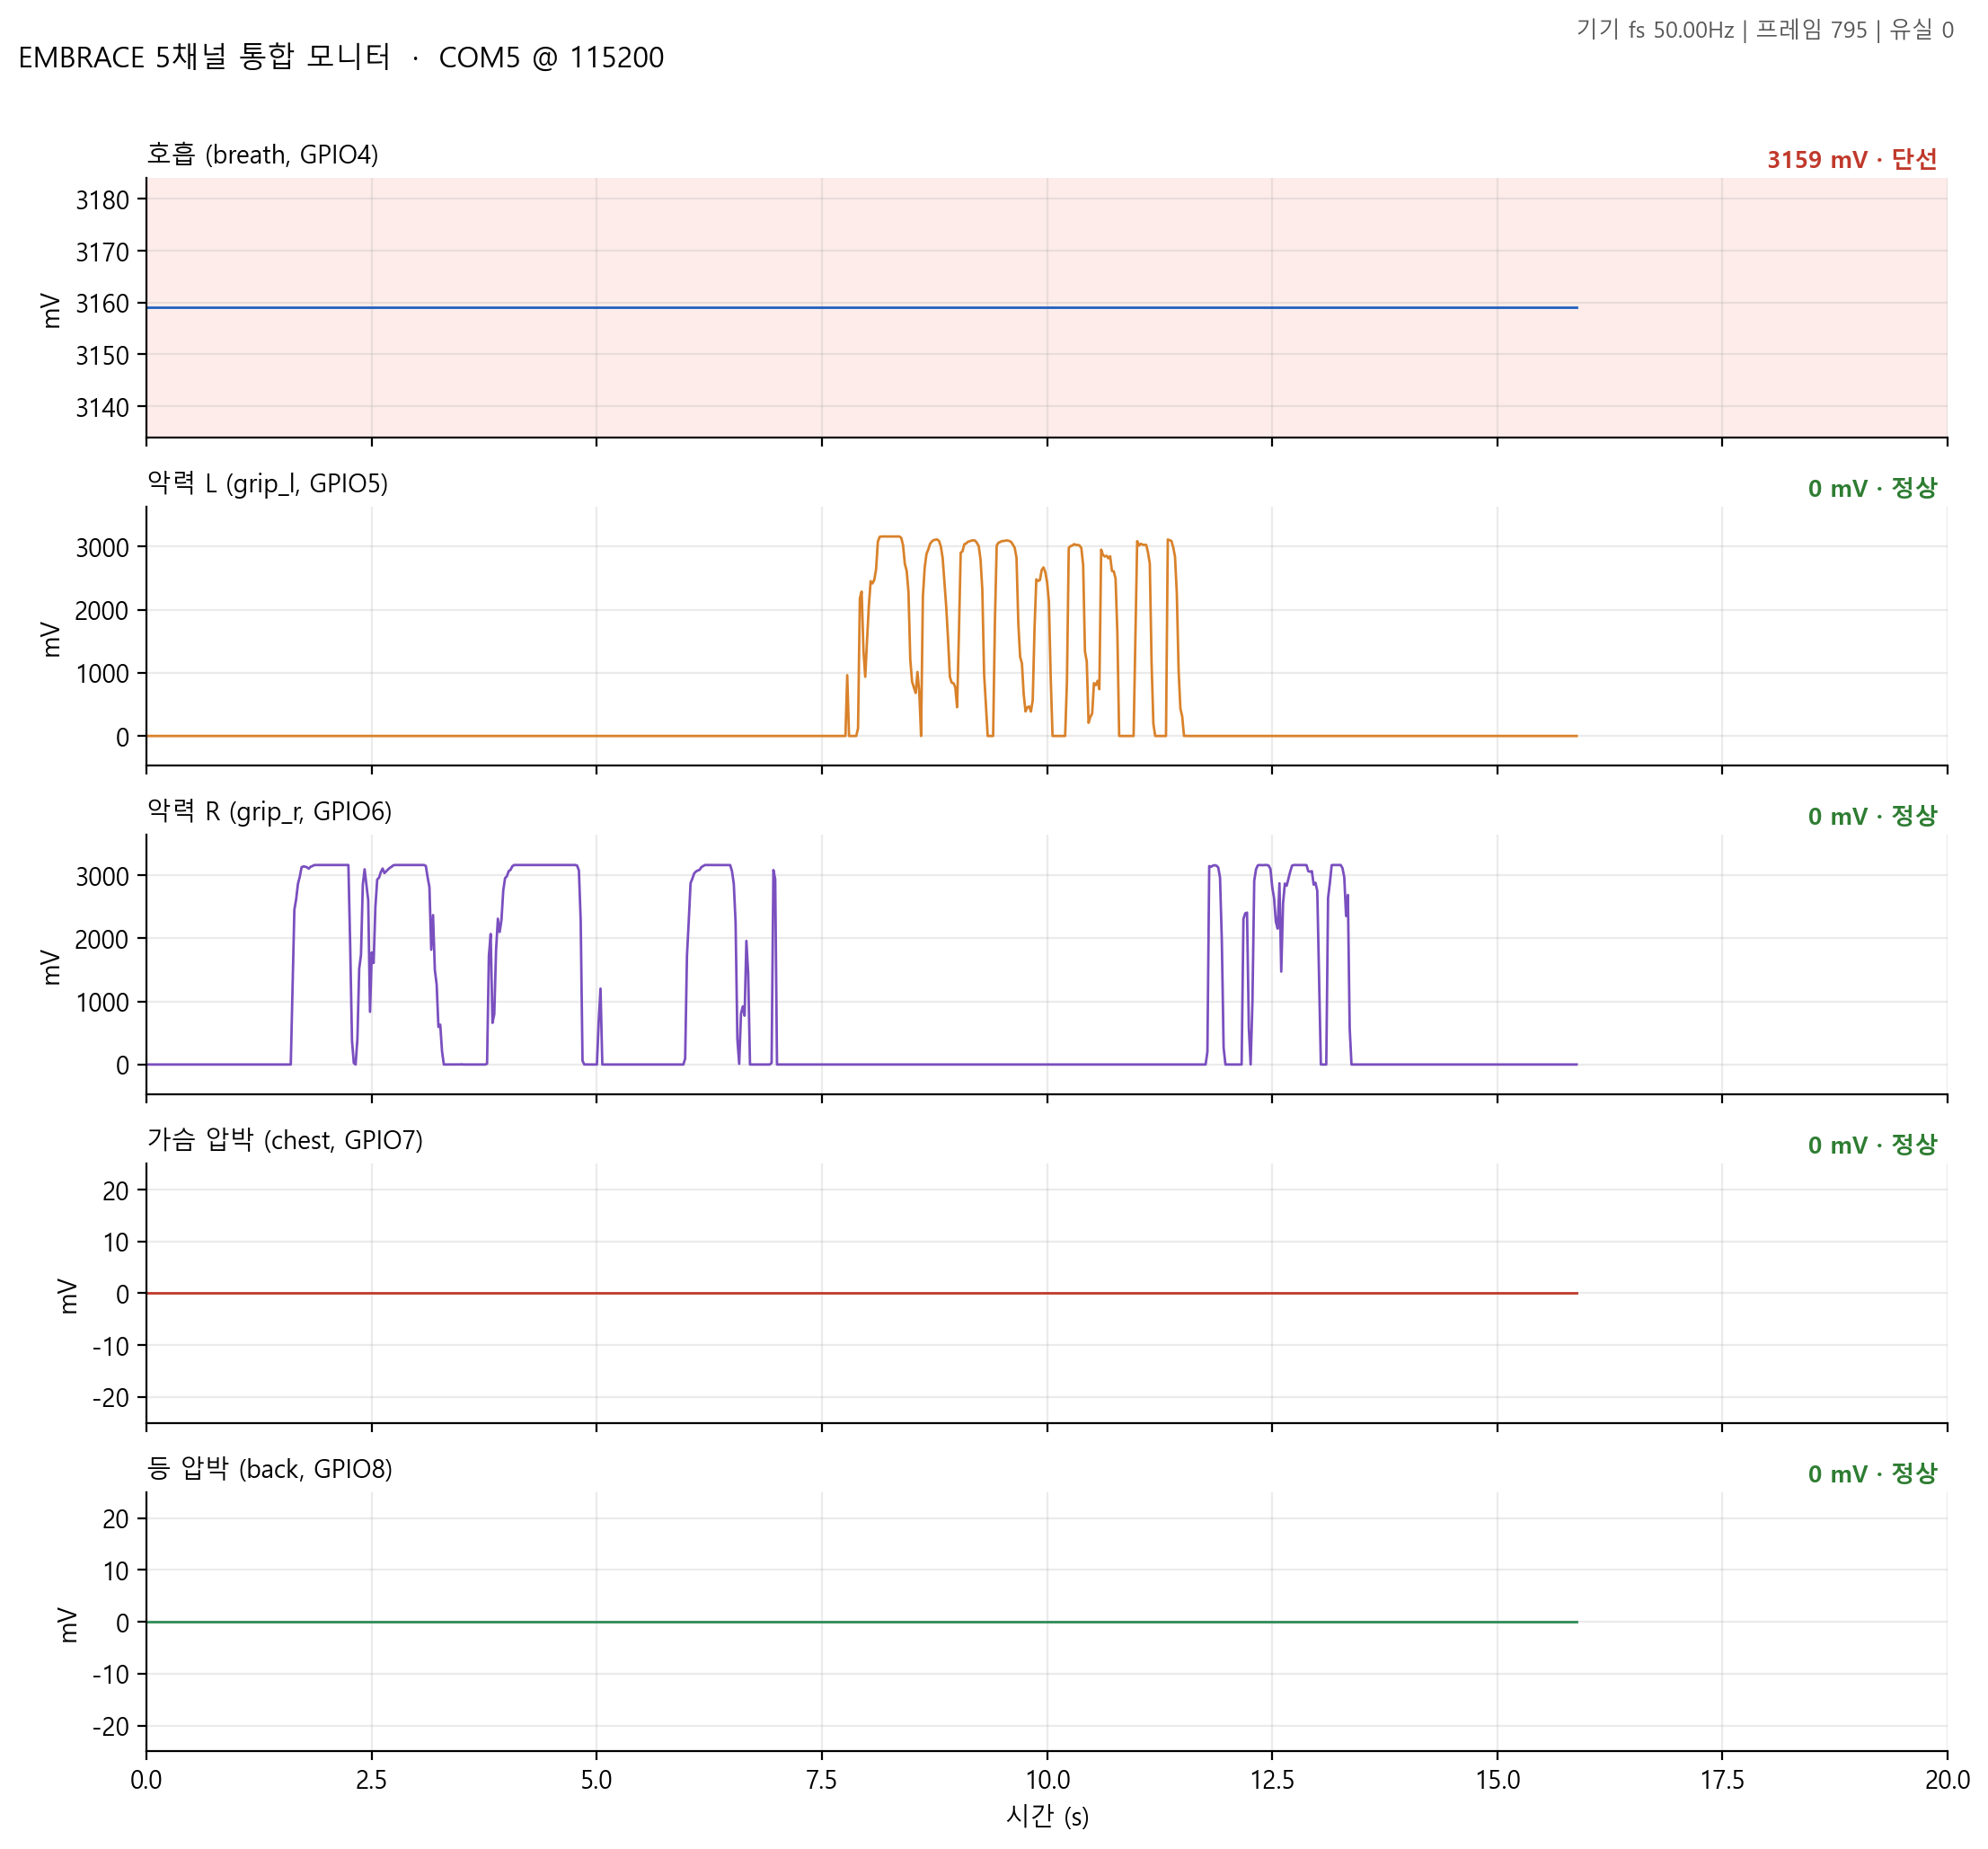 기기 fs 50.00Hz | 프레임 795 | 유실 0
EMBRACE 5채널 통합 모니터 · COM5 @ 115200
호흡 (breath, GPIO4)
3159 mV · 단선
3180
3170
3160
3150
3140
mV
악력 L (grip_l, GPIO5)
0 mV · 정상
3000
2000
1000
0
mV
악력 R (grip_r, GPIO6)
0 mV · 정상
3000
2000
1000
0
mV
가슴 압박 (chest, GPIO7)
0 mV · 정상
20
10
0
-10
-20
mV
등 압박 (back, GPIO8)
0 mV · 정상
20
10
0
-10
-20
mV
0.0 2.5 5.0 7.5 10.0 12.5 15.0 17.5 20.0
시간 (s)